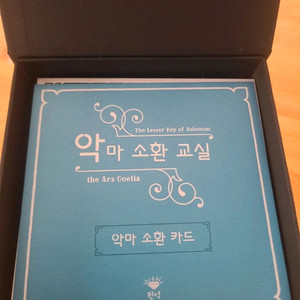 The Lesser Key of Solomon
악마 소환 교실
the Ars Goetia
악마 소환 카드